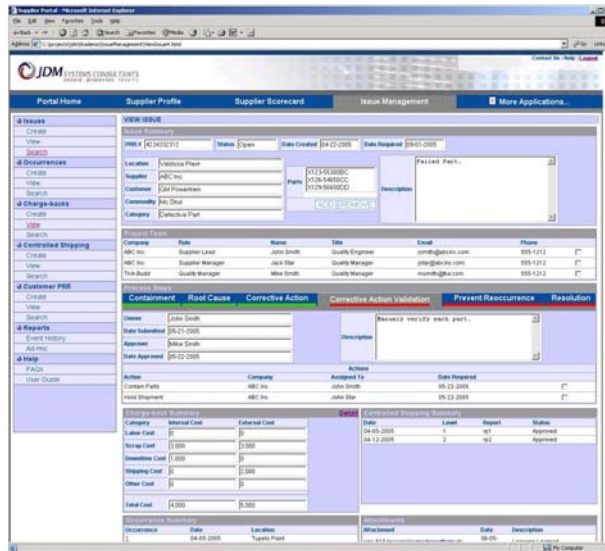 Supplier Portal - Microsoft Internet Explorer
File Edit View Favorites Tools Help
Back Search Favorites Media
Address
Contact Us | Help | Logout
JDM SYSTEMS CONSULTANTS
people processes results
Portal Home Supplier Profile Supplier Scorecard Issue Management More Applications...
Issues
Create
View
Search
Occurrences
Create
View
Search
Charge-backs
Create
View
Search
Controlled Shipping
Create
View
Search
Customer PRR
Create
View
Search
Reports
Event History
Ad-Hoc
Help
FAQs
User Guide
VIEW ISSUE
Issue Summary
PRR # 4234332312 Status Open Date Created 04-22-2005 Date Required 09-01-2005
Location Valdosa Plant
Supplier ABC Inc.
Customer GM Powertrain
Commodity Mc Strut
Category Defective Part
Parts
ADD REMOVE
Description Failed Part.
Project Team
Company Role Name Title Email Phone
ABC Inc. Supplier Lead John Smith Quality Engineer jsmith@abcinc.com 555-1212
ABC Inc. Supplier Manager Jack Star Quality Manager jstar@abcinc.com 555-1212
Quality Manager Mike Smith Quality Manager 555-1212
Process Steps
Containment Root Cause Corrective Action Corrective Action Validation Prevent Reoccurrence Resolution
Owner John Smith
Date Submitted 05-21-2005
Approver Mike Smith
Date Approved 05-22-2005
Description Manualy verify each part.
Actions
Action Company Assigned To Date Required
Contain Parts ABC Inc. John Smith 05-22-2005
Hold Shipment ABC Inc. John Star 05-22-2005
Charge-back Summary Detail
Category Internal Cost External Cost
Labor Cost 0 0
Scrap Cost 3,000 3,000
Downtime Cost 1,000 0
Shipping Cost 0 2,000
Other Cost 0 0
Total Cost 4,000 5,000
Controlled Shipping Summary
Date Level Report Status
04-05-2005 1 rp1 Approved
04-12-2005 2 rp2 Approved
Occurrence Summary
Occurrence Date Location
1 04-05-2005 Tupelo Plant
Attachments
Attachment Date Description
My Computer